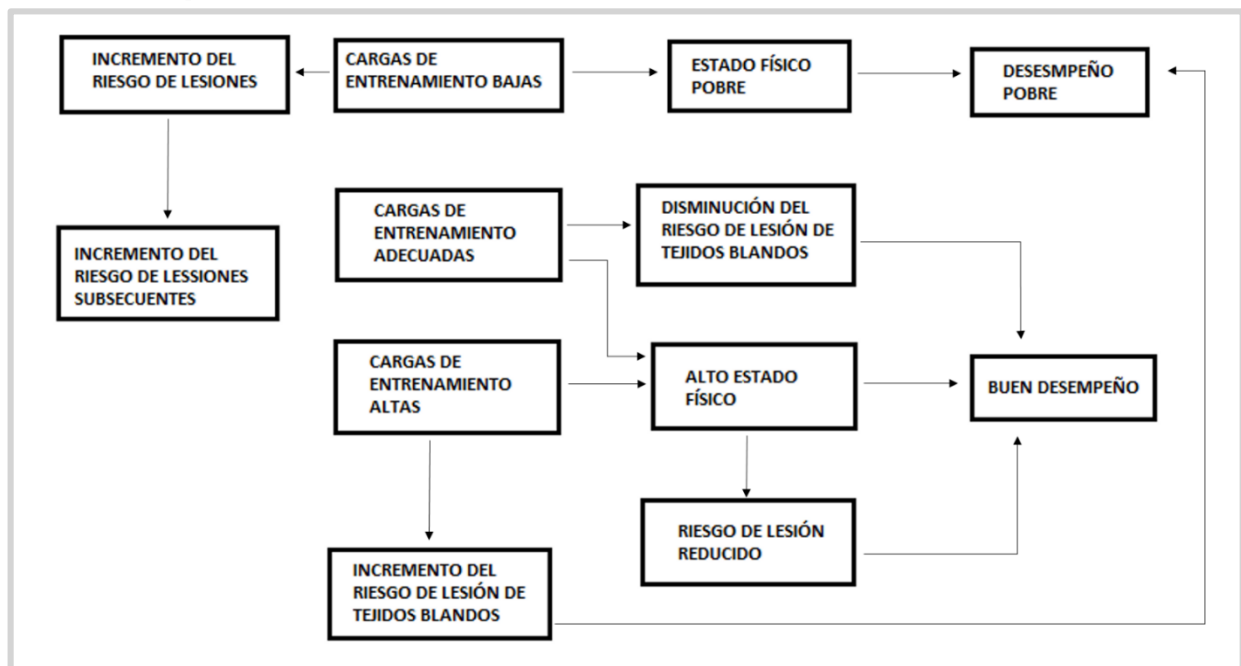 INCREMENTO DEL
RIESGO DE LESIONES
CARGAS DE
ENTRENAMIENTO BAJAS
ESTADO FÍSICO
POBRE
DESESMPEÑO
POBRE
INCREMENTO DEL
RIESGO DE LESSIONES
SUBSECUENTES
CARGAS DE
ENTRENAMIENTO
ADECUADAS
DISMINUCIÓN DEL
RIESGO DE LESIÓN DE
TEJIDOS BLANDOS
CARGAS DE
ENTRENAMIENTO
ALTAS
ALTO ESTADO
FÍSICO
BUEN DESEMPEÑO
RIESGO DE LESIÓN
REDUCIDO
INCREMENTO DEL
RIESGO DE LESIÓN DE
TEJIDOS BLANDOS